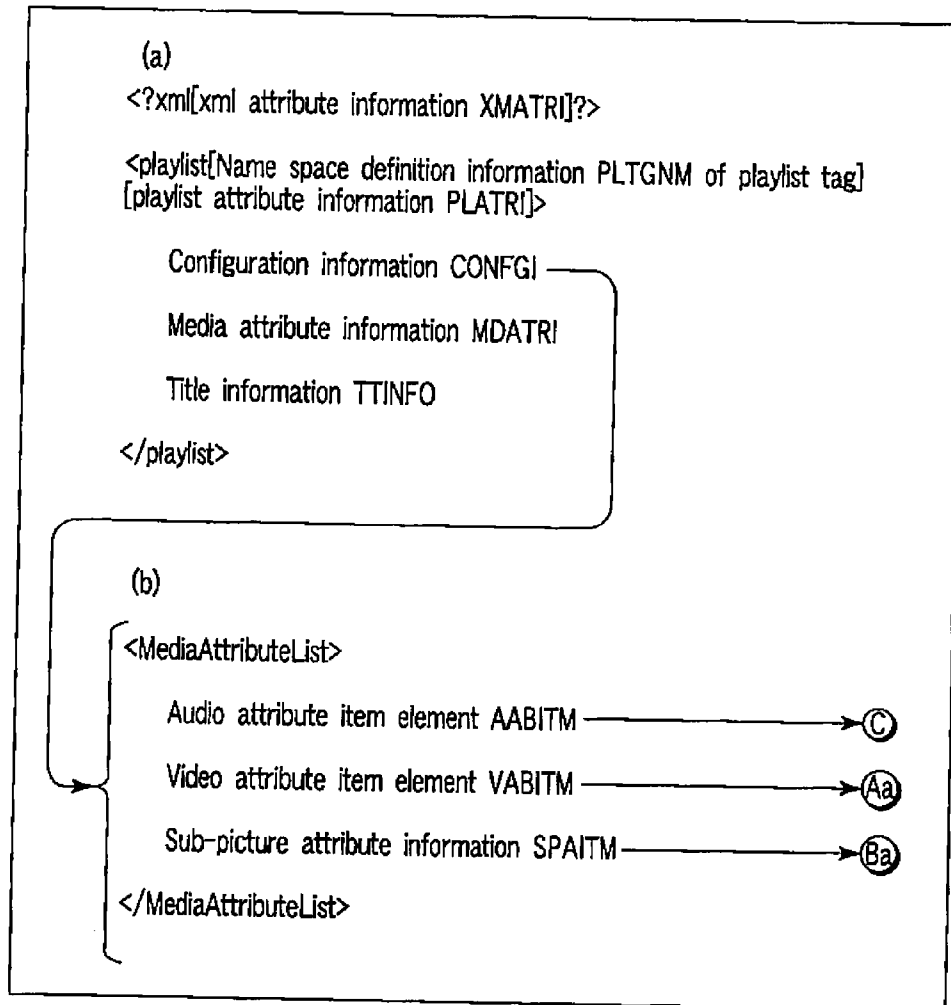 (a)
<?xml[xml attribute information XMATRI]?>
<playlist[Name space definition information PLTGNM of playlist tag]
[playlist attribute information PLATRI]>
Configuration information CONFGI
Media attribute information MDATRI
Title information TTINFO
</playlist>
(b)
<MediaAttributeList>
Audio attribute item element AABITM C
Video attribute item element VABITM Aa
Sub-picture attribute information SPAITM Ba
</MediaAttributeList>